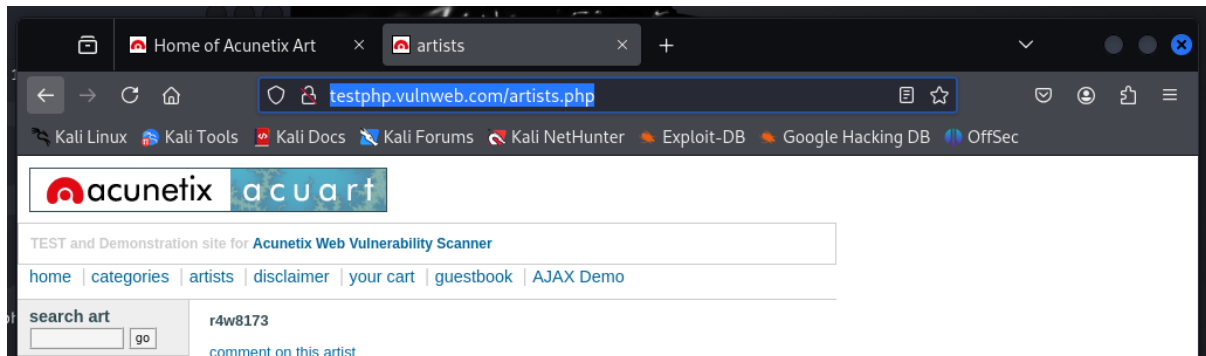 Home of Acunetix Art
artists
testphp.vulnweb.com/artists.php
Kali Linux Kali Tools Kali Docs Kali Forums Kali NetHunter Exploit-DB Google Hacking DB OffSec
acunetix acuart
TEST and Demonstration site for Acunetix Web Vulnerability Scanner
home | categories | artists | disclaimer | your cart | guestbook | AJAX Demo
search art
go
r4w8173
comment on this artist